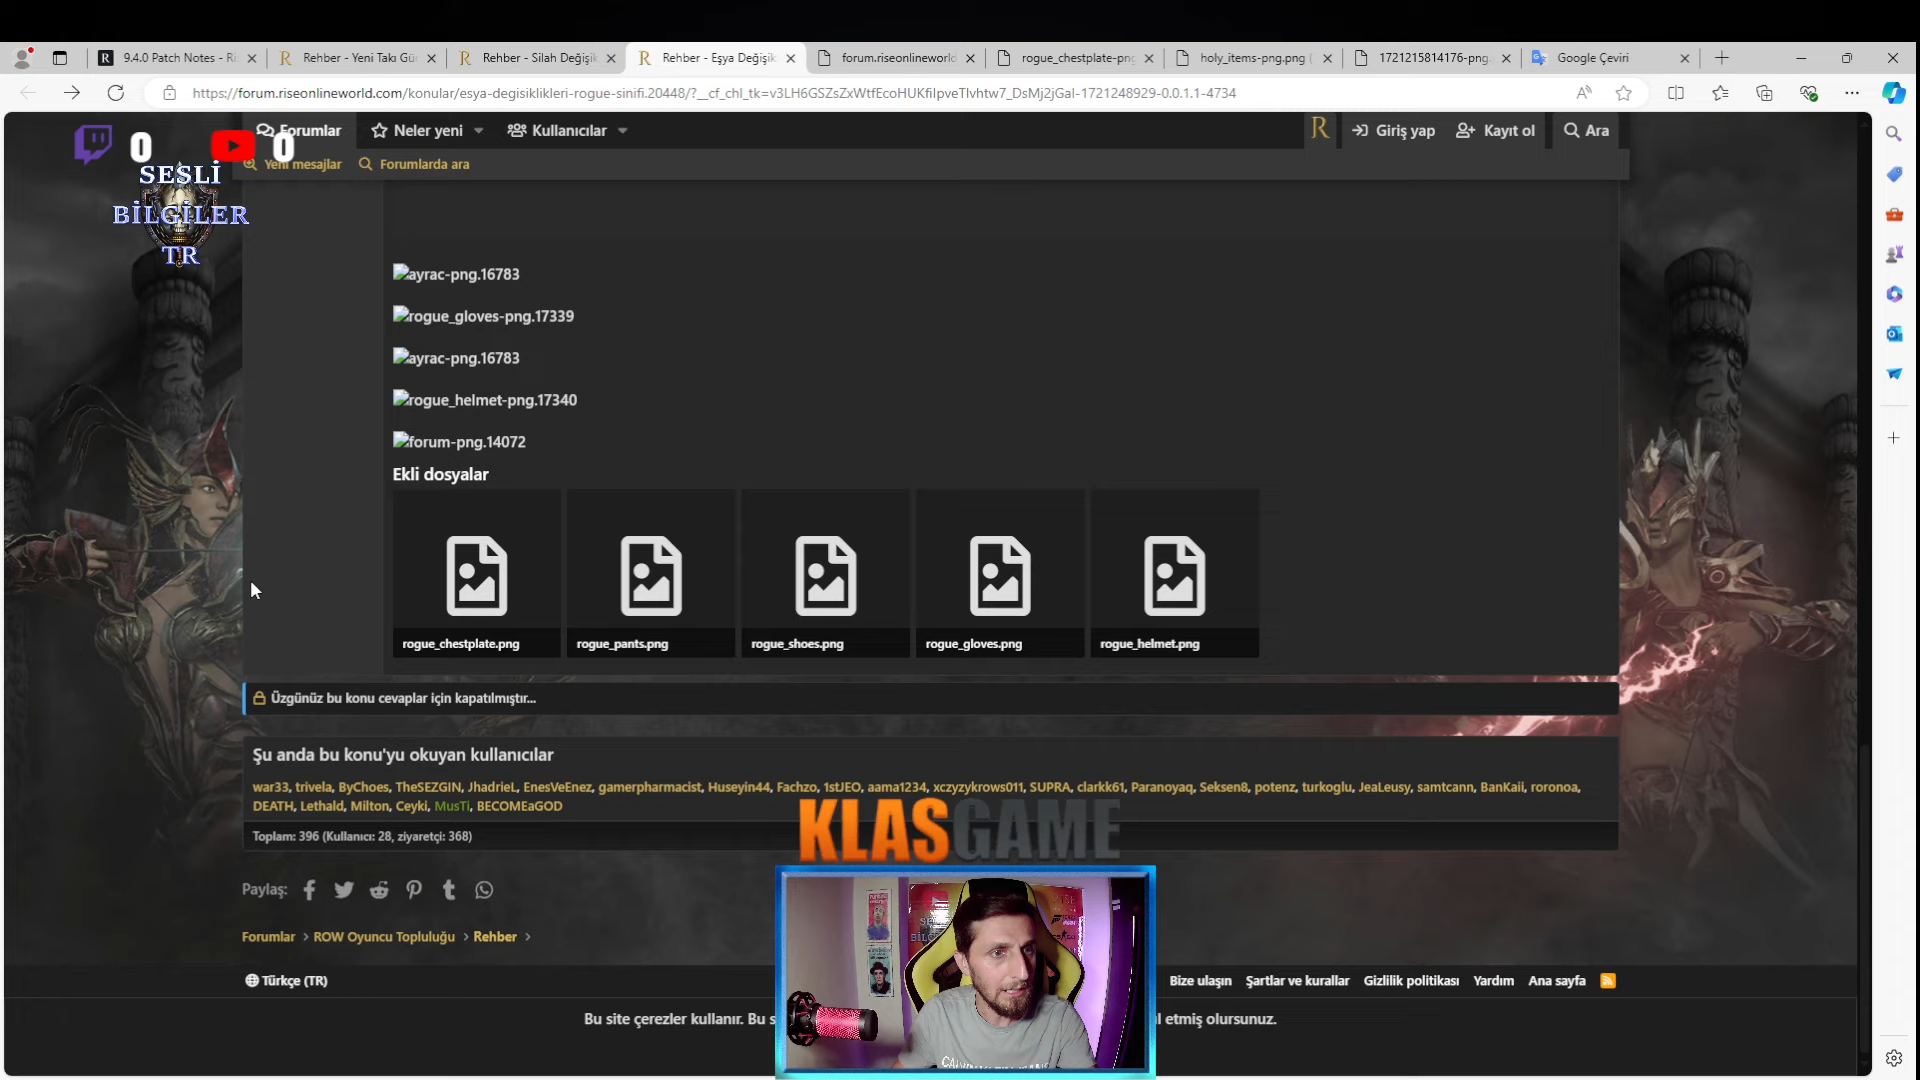 9.4.0 Patch Notes - Ri
Rehber - Yeni Takı Gü
Rehber - Silah Değişik
Rehber - Eşya Değişik
forum.riseonlineworld
rogue_chestplate-png
holy_items-png.png (
1721215814176-png.
Google Çeviri
https://forum.riseonlineworld.com/konular/esya-degisiklikleri-rogue-sinifi.20448/?__cf_chl_tk=v3LH6GSZsZxWtfEcoHUKfilpveTlvhtw7_DsMj2jGaI-1721248929-0.0.1.1-4734
0
0
Forumlar
Neler yeni
Kullanıcılar
R
Giriş yap
Kayıt ol
Ara
Yeni mesajlar
Forumlarda ara
SESLİ
BİLGİLER
TR
ayrac-png.16783
rogue_gloves-png.17339
ayrac-png.16783
rogue_helmet-png.17340
forum-png.14072
Ekli dosyalar
rogue_chestplate.png
rogue_pants.png
rogue_shoes.png
rogue_gloves.png
rogue_helmet.png
Üzgünüz bu konu cevaplar için kapatılmıştır...
Şu anda bu konu'yu okuyan kullanıcılar
war33, trivela, ByChoes, TheSEZGIN, JhadrieL, EnesVeEnez, gamerpharmacist, Huseyin44, Fachzo, 1stJEO, aama1234, xczyzykrows011, SUPRA, clarkk61, Paranoyaq, Seksen8, potenz, turkoglu, JeaLeusy, samtcann, BanKaii, roronoa,
DEATH, Lethald, Milton, Ceyki, MusTi, BECOMEaGOD
Toplam: 396 (Kullanıcı: 28, ziyaretçi: 368)
KLASGAME
Paylaş:
Forumlar
ROW Oyuncu Topluluğu
Rehber
Türkçe (TR)
Bize ulaşın
Şartlar ve kurallar
Gizlilik politikası
Yardım
Ana sayfa
Bu site çerezler kullanır. Bu s
l etmiş olursunuz.